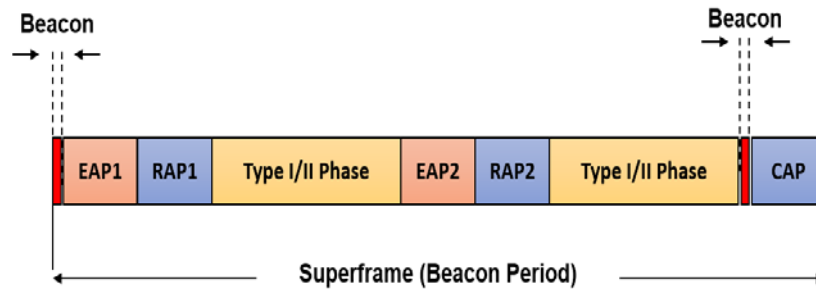 Beacon
Beacon
EAP1
RAP1
Type I/II Phase
EAP2
RAP2
Type I/II Phase
CAP
Superframe (Beacon Period)